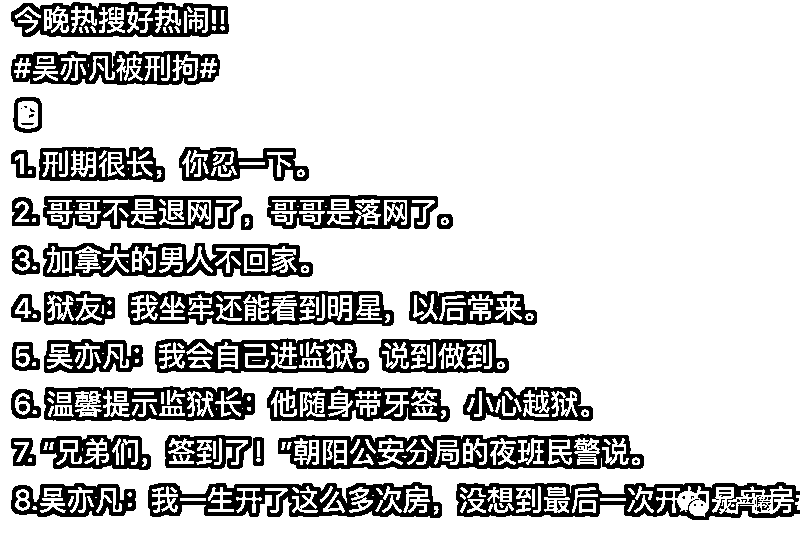 今晚热搜好热闹!!
#吴亦凡被刑拘#
1. 刑期很长，你忍一下。
2. 哥哥不是退网了，哥哥是落网了。
3. 加拿大的男人不回家。
4. 狱友：我坐牢还能看到明星，以后常来。
5. 吴亦凡：我会自己进监狱。说到做到。
6. 温馨提示监狱长：他随身带牙签，小心越狱。
7. “兄弟们，签到了！”朝阳公安分局的夜班民警说。
8.吴亦凡：我一生开了这么多次房，没想到最后一次开的是